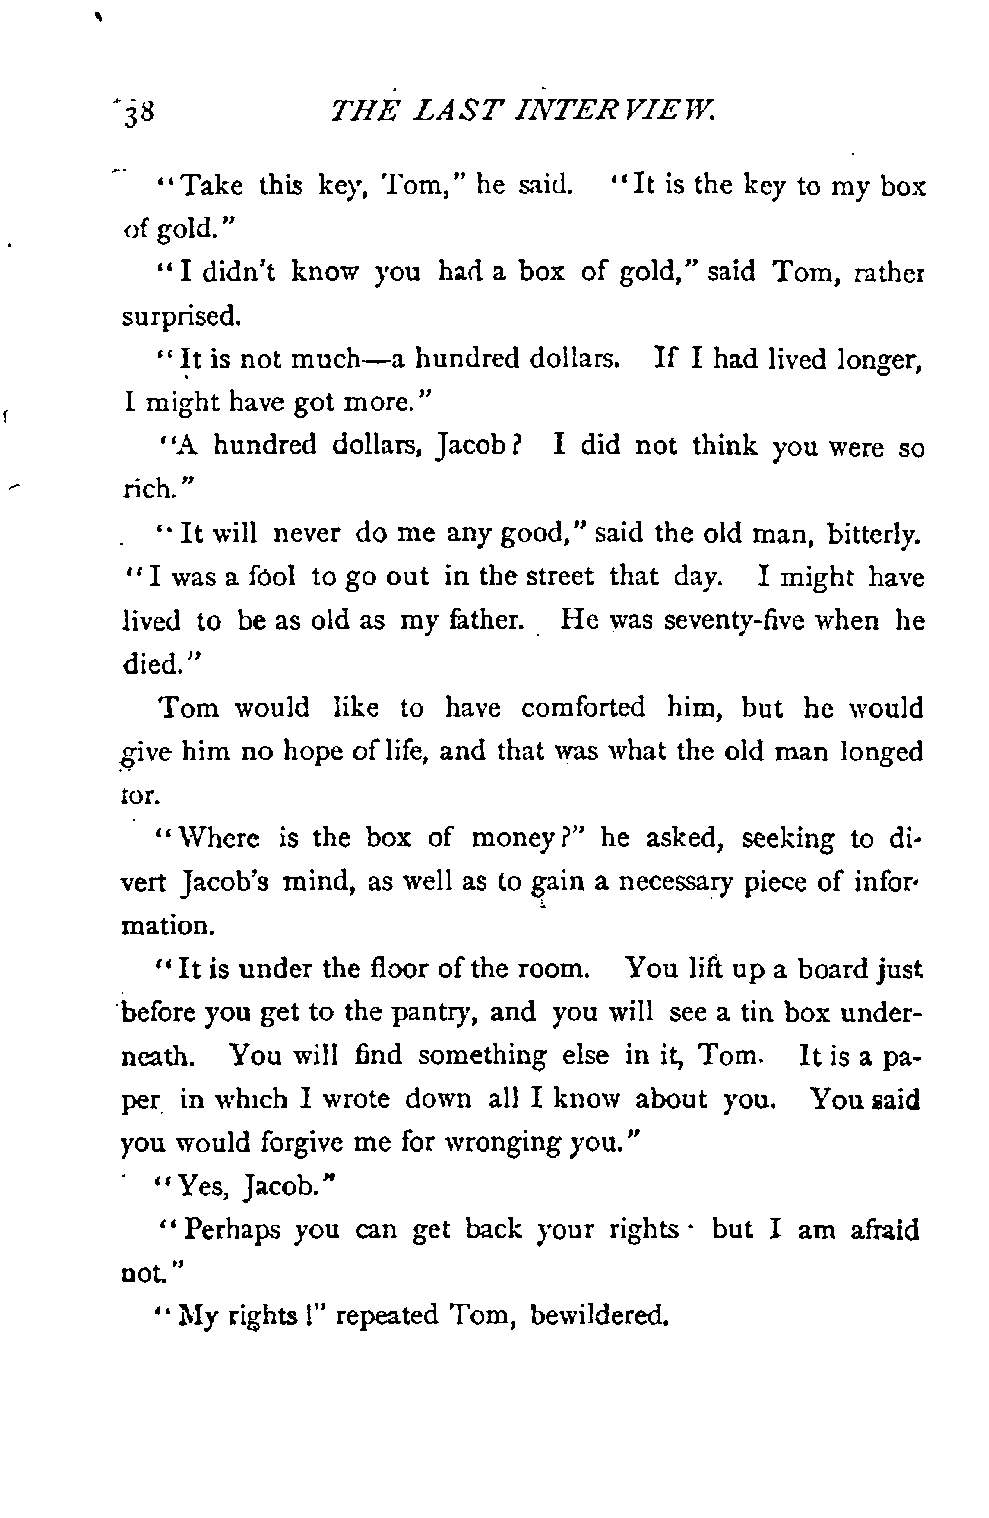 38 THE LAST INTERVIEW.
"Take this key, Tom," he said. "It is the key to my box
of gold."
"I didn't know you had a box of gold," said Tom, rather
surprised.
"It is not much—a hundred dollars. If I had lived longer,
I might have got more."
"A hundred dollars, Jacob? I did not think you were so
rich."
"It will never do me any good," said the old man, bitterly.
"I was a fool to go out in the street that day. I might have
lived to be as old as my father. He was seventy-five when he
died."
Tom would like to have comforted him, but he would
give him no hope of life, and that was what the old man longed
for.
"Where is the box of money?" he asked, seeking to di-
vert Jacob's mind, as well as to gain a necessary piece of infor-
mation.
"It is under the floor of the room. You lift up a board just
before you get to the pantry, and you will see a tin box under-
neath. You will find something else in it, Tom. It is a pa-
per in which I wrote down all I know about you. You said
you would forgive me for wronging you."
"Yes, Jacob."
"Perhaps you can get back your rights · but I am afraid
not."
"My rights!" repeated Tom, bewildered.